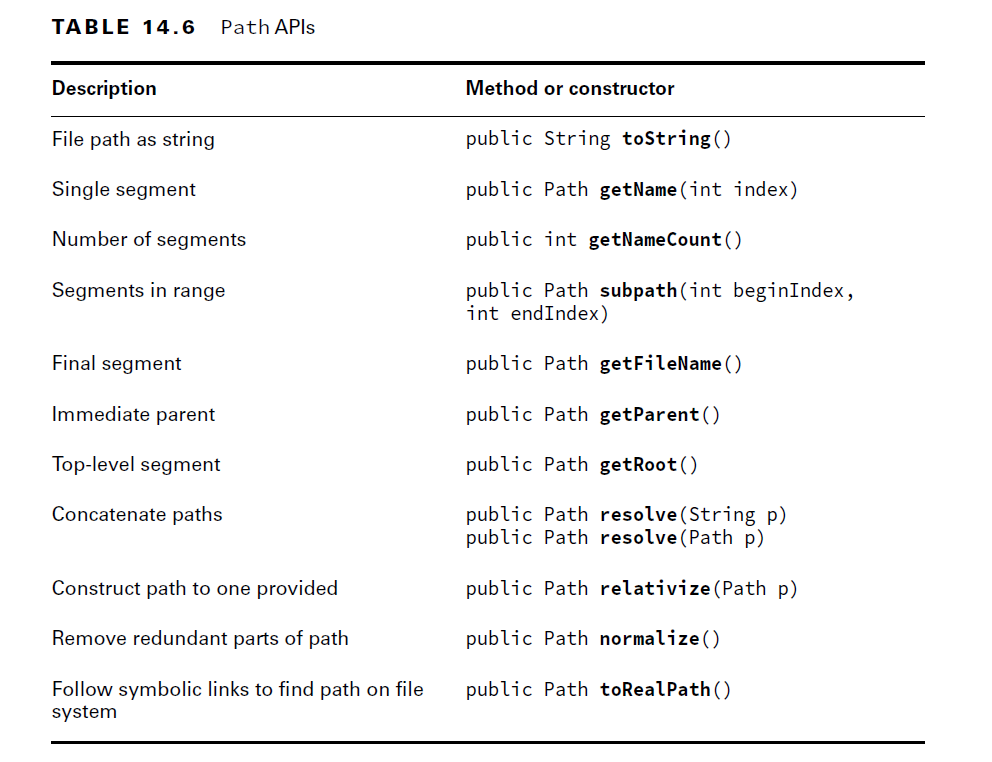 TABLE 14.6 Path APIs
Description Method or constructor
File path as string public String toString()
Single segment public Path getName(int index)
Number of segments public int getNameCount()
Segments in range public Path subpath(int beginIndex,
int endIndex)
Final segment public Path getFileName()
Immediate parent public Path getParent()
Top-level segment public Path getRoot()
Concatenate paths public Path resolve(String p)
public Path resolve(Path p)
Construct path to one provided public Path relativize(Path p)
Remove redundant parts of path public Path normalize()
Follow symbolic links to find path on file public Path toRealPath()
system